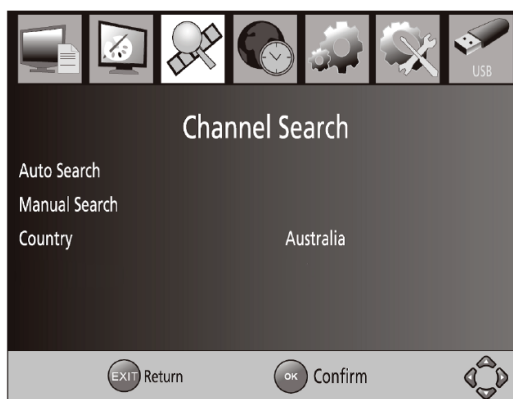 USB
Channel Search
Auto Search
Manual Search
Country Australia
EXIT Return OK Confirm